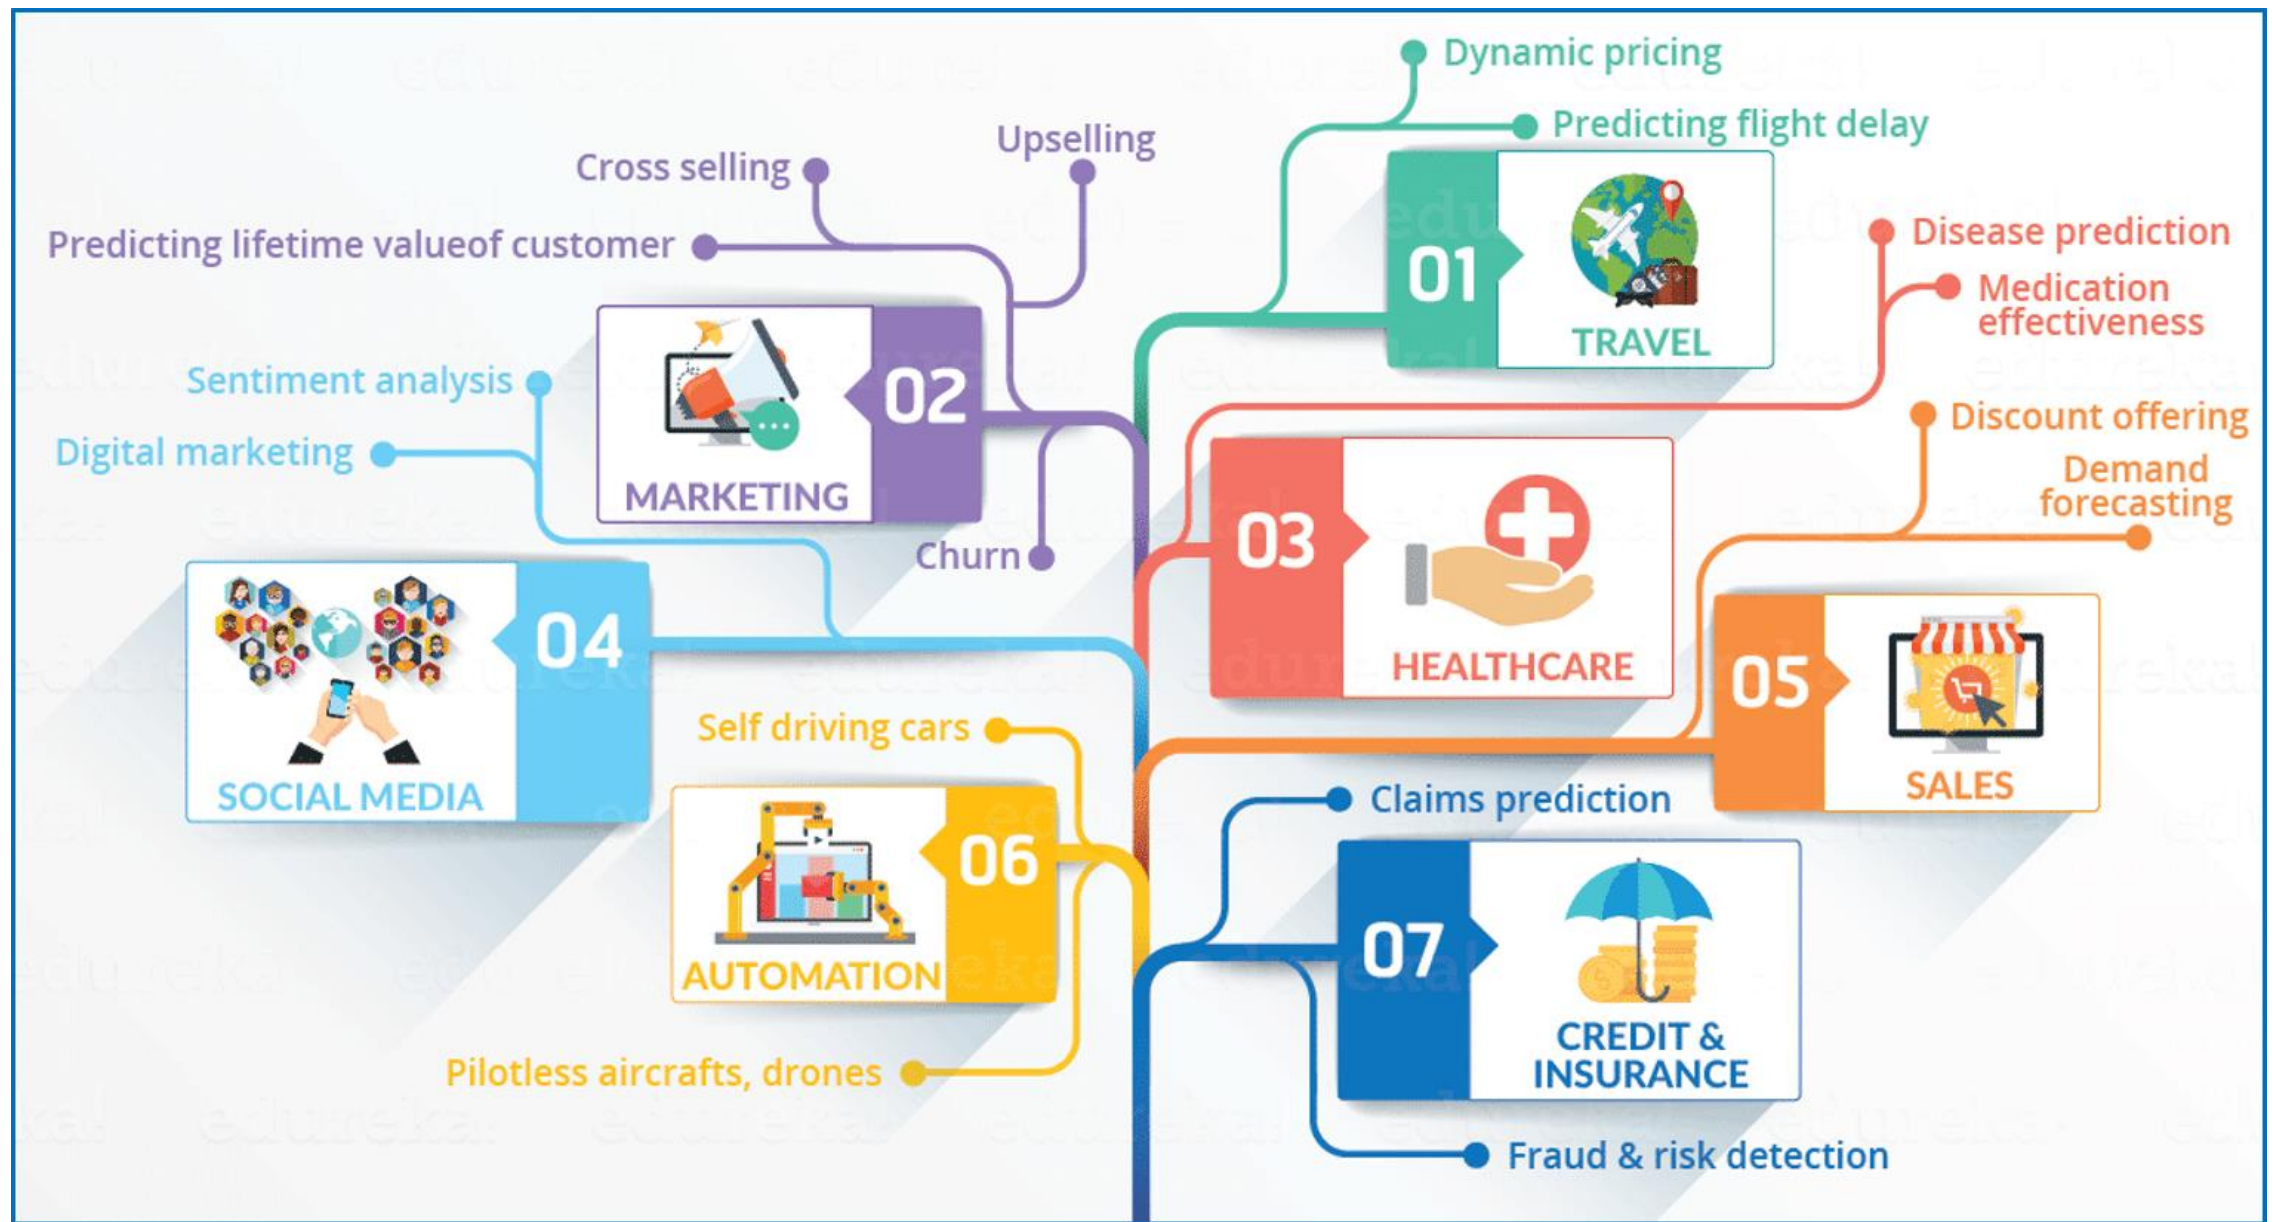 Dynamic pricing
Predicting flight delay
01
TRAVEL
Upselling
Cross selling
Predicting lifetime valueof customer
02
MARKETING
Churn
Disease prediction
Medication
effectiveness
03
HEALTHCARE
Sentiment analysis
Digital marketing
04
SOCIAL MEDIA
Discount offering
Demand
forecasting
05
SALES
Self driving cars
06
AUTOMATION
Pilotless aircrafts, drones
Claims prediction
07
CREDIT &
INSURANCE
Fraud & risk detection